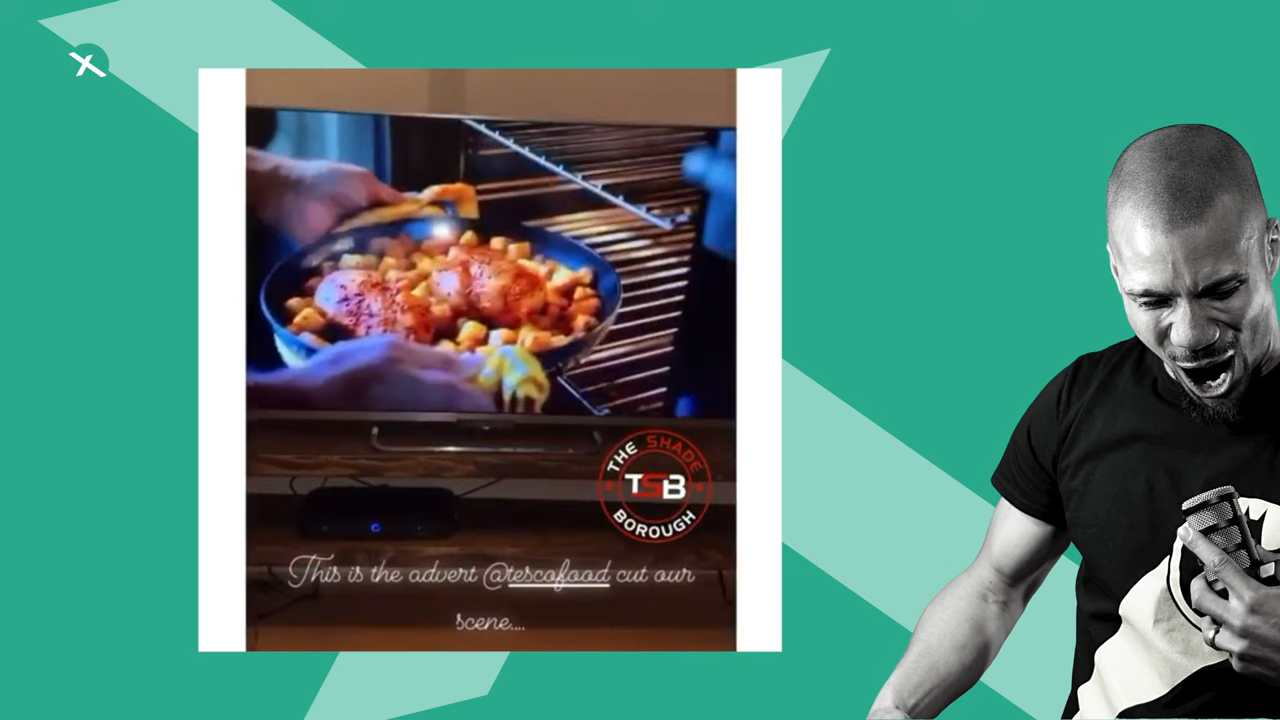 THE SHADE
TSB
BOROUGH
This is the advert @tescofood cut our
scene....